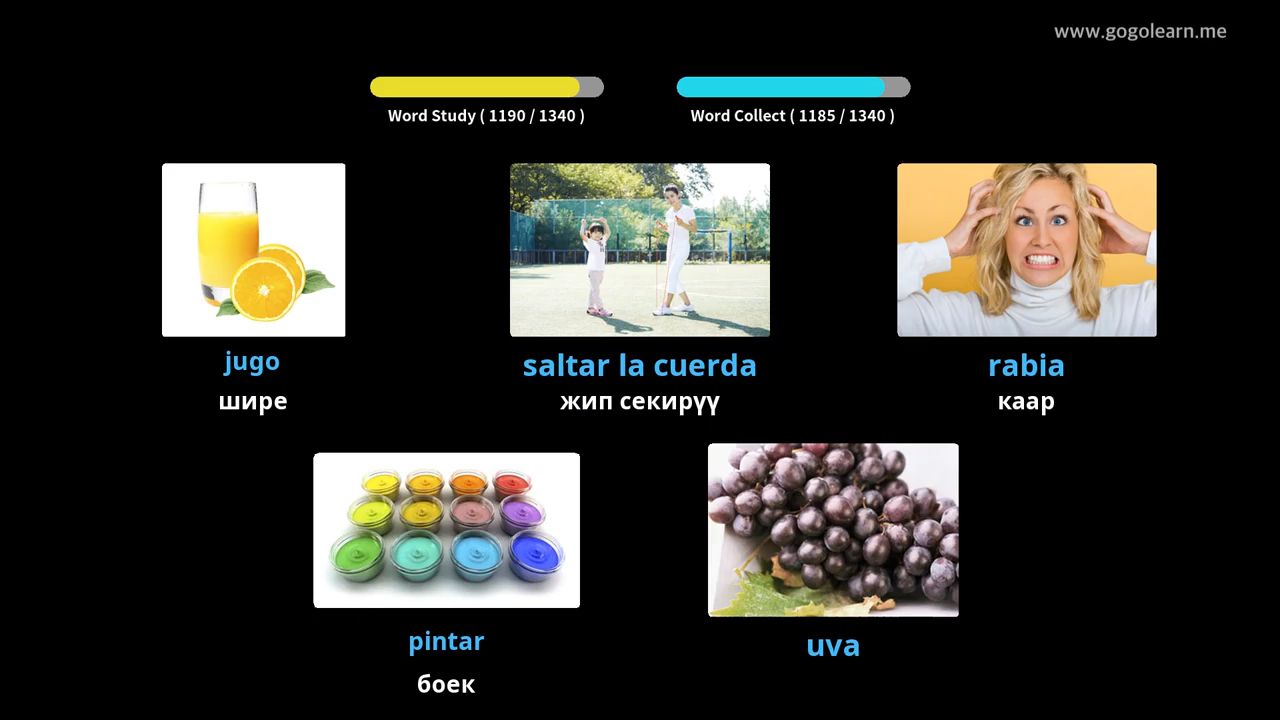 www.gogolearn.me
Word Study ( 1190 / 1340 )
Word Collect ( 1185 / 1340 )
jugo
шире
saltar la cuerda
жип секирүү
rabia
каар
pintar
боек
uva